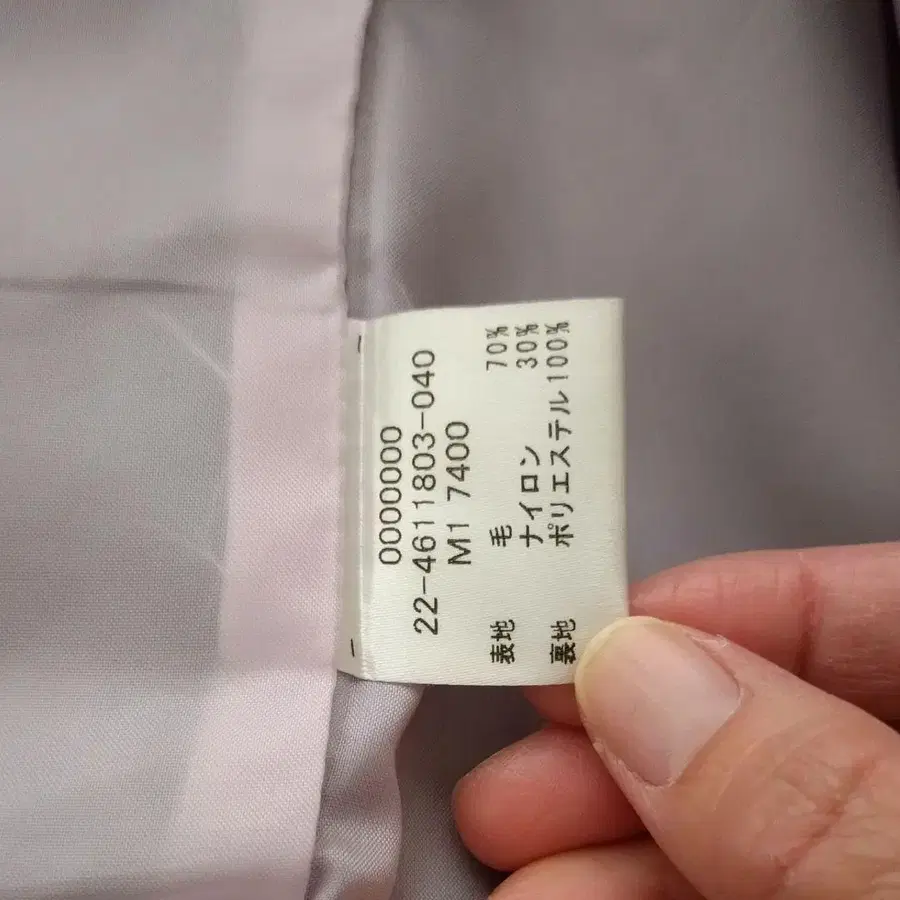 0000000
22-4611803-040
M1 7400
表地 毛 70%
ナイロン 30%
裏地 ポリエステル100%